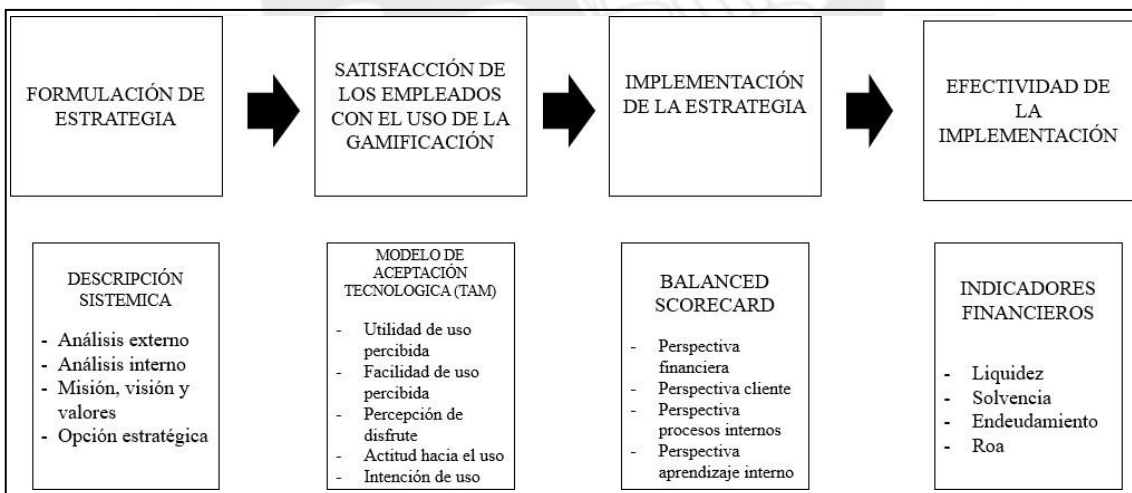 FORMULACIÓN DE
ESTRATEGIA
SATISFACCIÓN DE
LOS EMPLEADOS
CON EL USO DE LA
GAMIFICACIÓN
IMPLEMENTACIÓN
DE LA ESTRATEGIA
EFECTIVIDAD DE
LA
IMPLEMENTACIÓN
DESCRIPCIÓN
SISTEMICA
- Análisis externo
- Análisis interno
- Misión, visión y
valores
- Opción estratégica
MODELO DE
ACEPTACIÓN
TECNOLOGICA (TAM)
- Utilidad de uso
percibida
- Facilidad de uso
percibida
- Percepción de
disfrute
- Actitud hacia el uso
- Intención de uso
BALANCED
SCORECARD
- Perspectiva
financiera
- Perspectiva cliente
- Perspectiva
procesos internos
- Perspectiva
aprendizaje interno
INDICADORES
FINANCIEROS
- Liquidez
- Solvencia
- Endeudamiento
- Roa